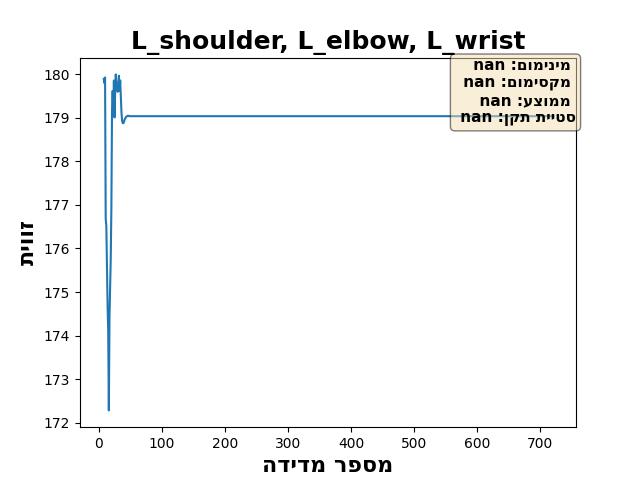 L_shoulder, L_elbow, L_wrist
מינימום: nan
מקסימום: nan
ממוצע: nan
סטיית תקן: nan
180
179
178
177
176
175
174
173
172
זווית
0 100 200 300 400 500 600 700
מספר מדידה